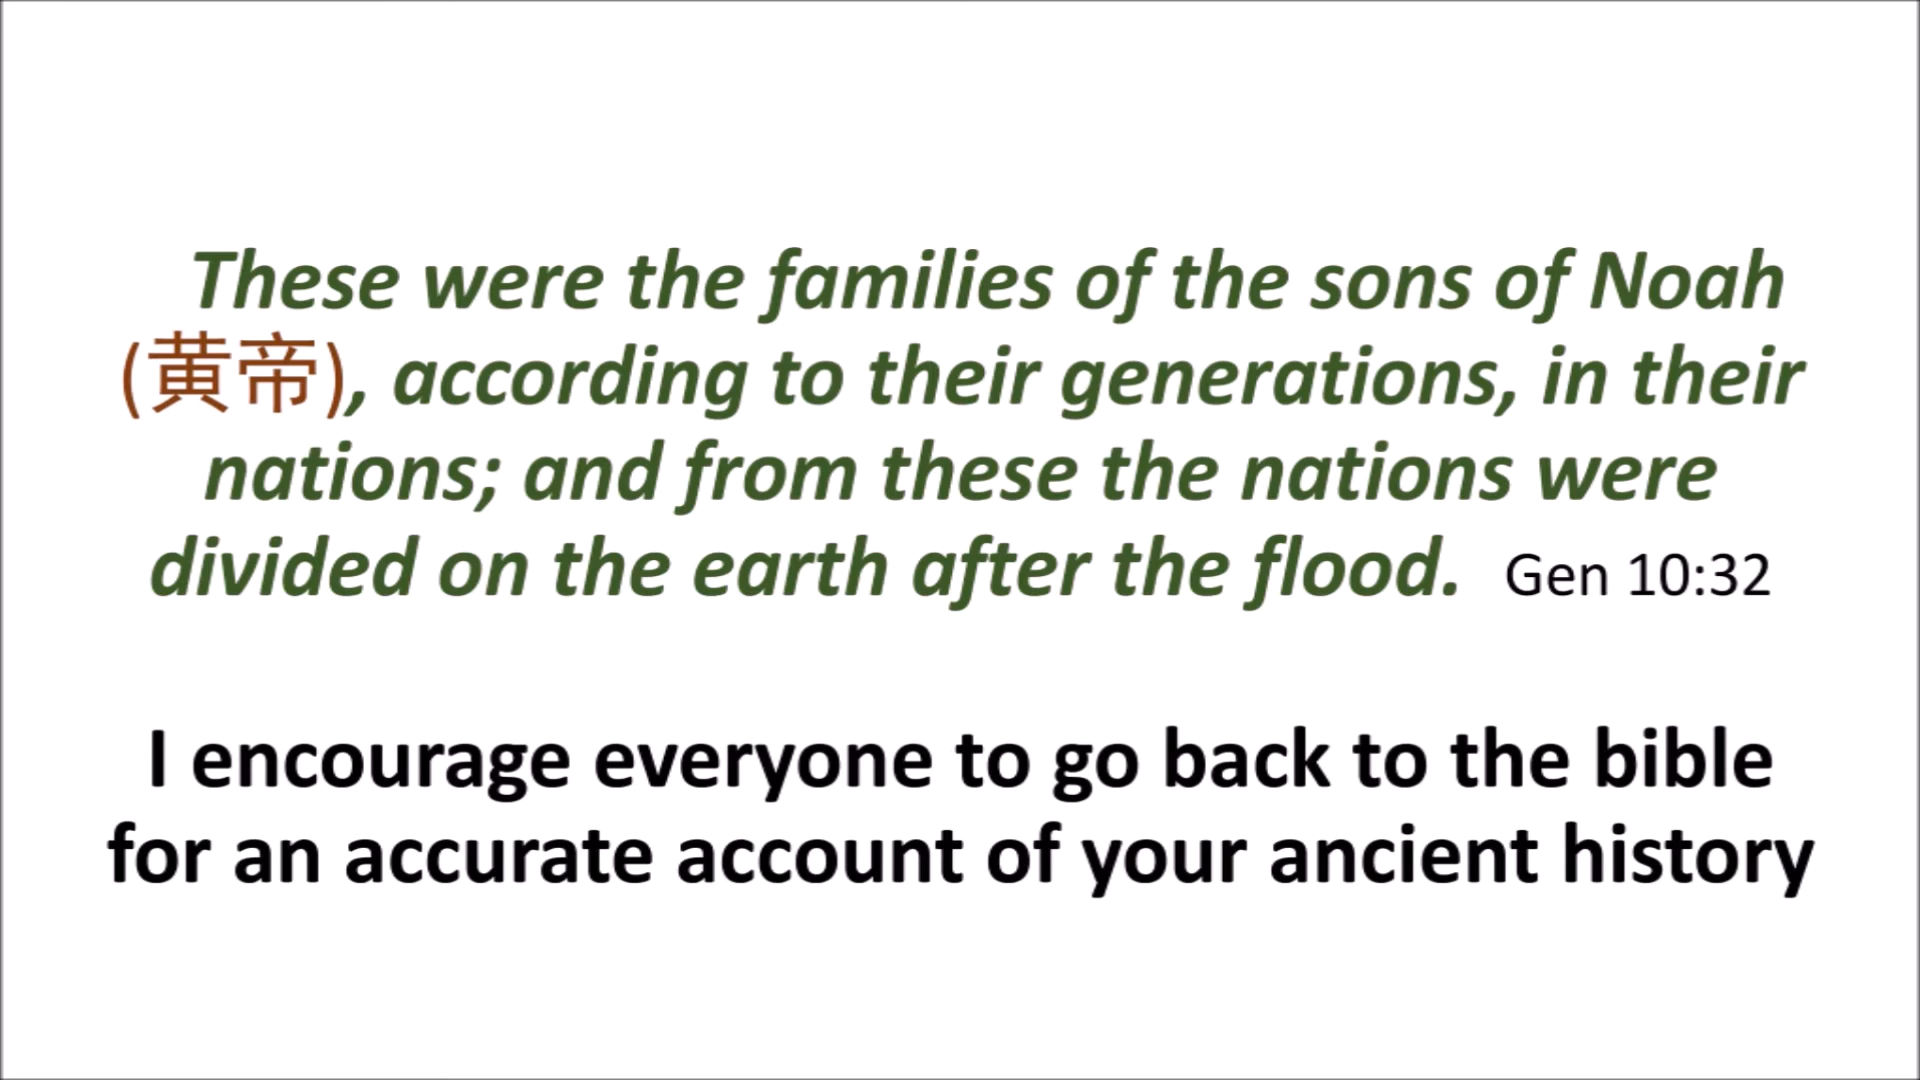 These were the families of the sons of Noah
(黄帝), according to their generations, in their
nations; and from these the nations were
divided on the earth after the flood. Gen 10:32
I encourage everyone to go back to the bible
for an accurate account of your ancient history